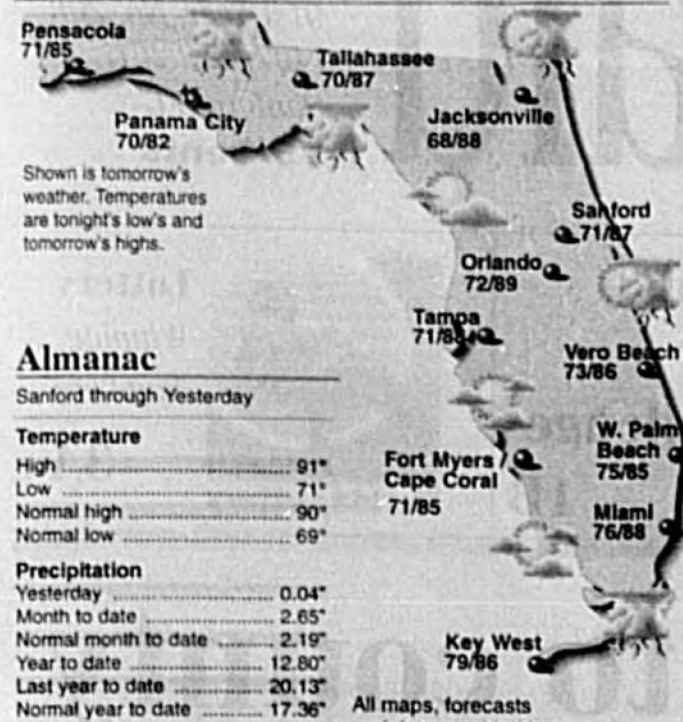 Pensacola
71/85
Tallahassee
70/87
Panama City
70/82
Jacksonville
68/88
Shown is tomorrow's
weather. Temperatures
are tonight's low's and
tomorrow's highs.
Sanford
71/87
Orlando
72/89
Tampa
71/88
Vero Beach
73/86
W. Palm
Beach
75/85
Fort Myers
Cape Coral
71/85
Miami
76/88
Key West
79/86
Almanac
Sanford through Yesterday
Temperature
High ........................ 91°
Low ........................ 71°
Normal high ........................ 90°
Normal low ........................ 69°
Precipitation
Yesterday ........................ 0.04"
Month to date ........................ 2.65"
Normal month to date ........ 2.19"
Year to date ........................ 12.80"
Last year to date ............ 20.13"
Normal year to date .......... 17.36"
All maps, forecasts